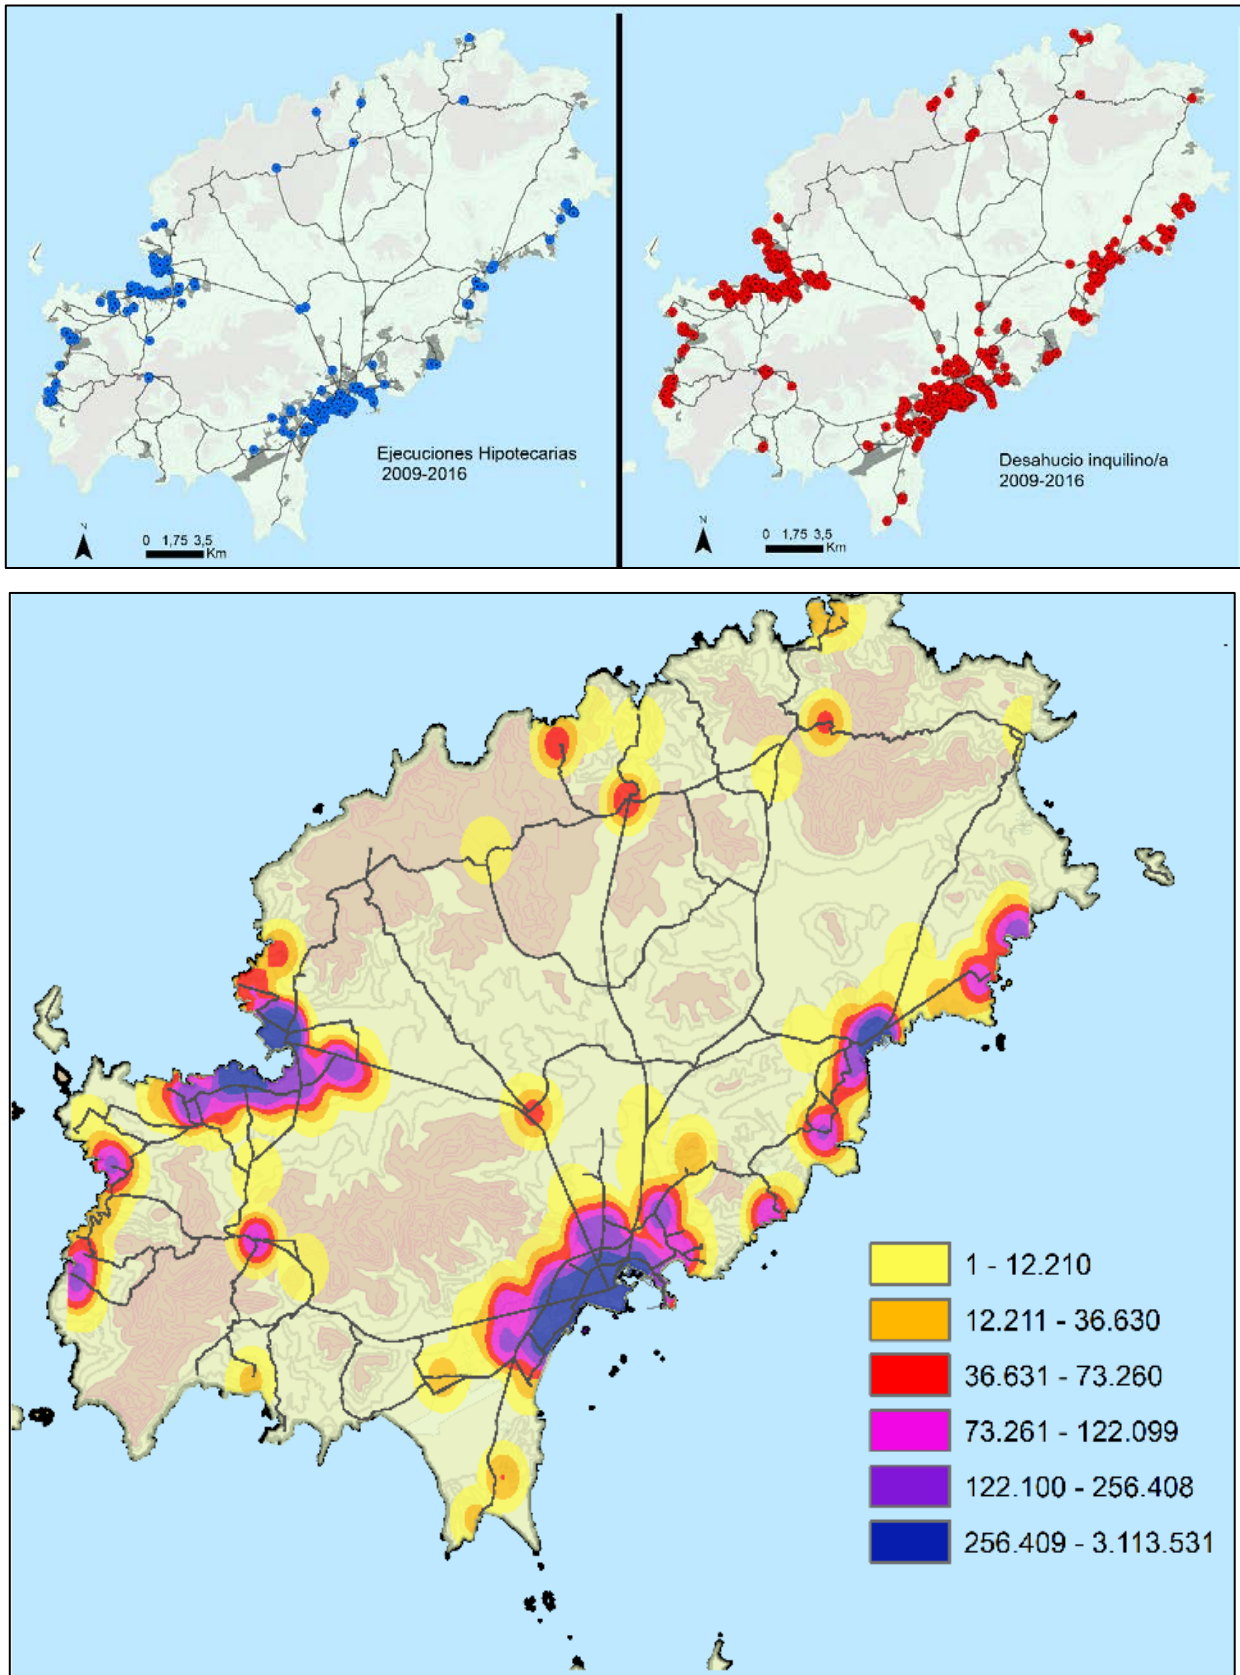 Ejecuciones Hipotecarias
2009-2016
N
0 1,75 3,5
Km
Desahucio inquilino/a
2009-2016
N
0 1,75 3,5
Km
1 - 12.210
12.211 - 36.630
36.631 - 73.260
73.261 - 122.099
122.100 - 256.408
256.409 - 3.113.531